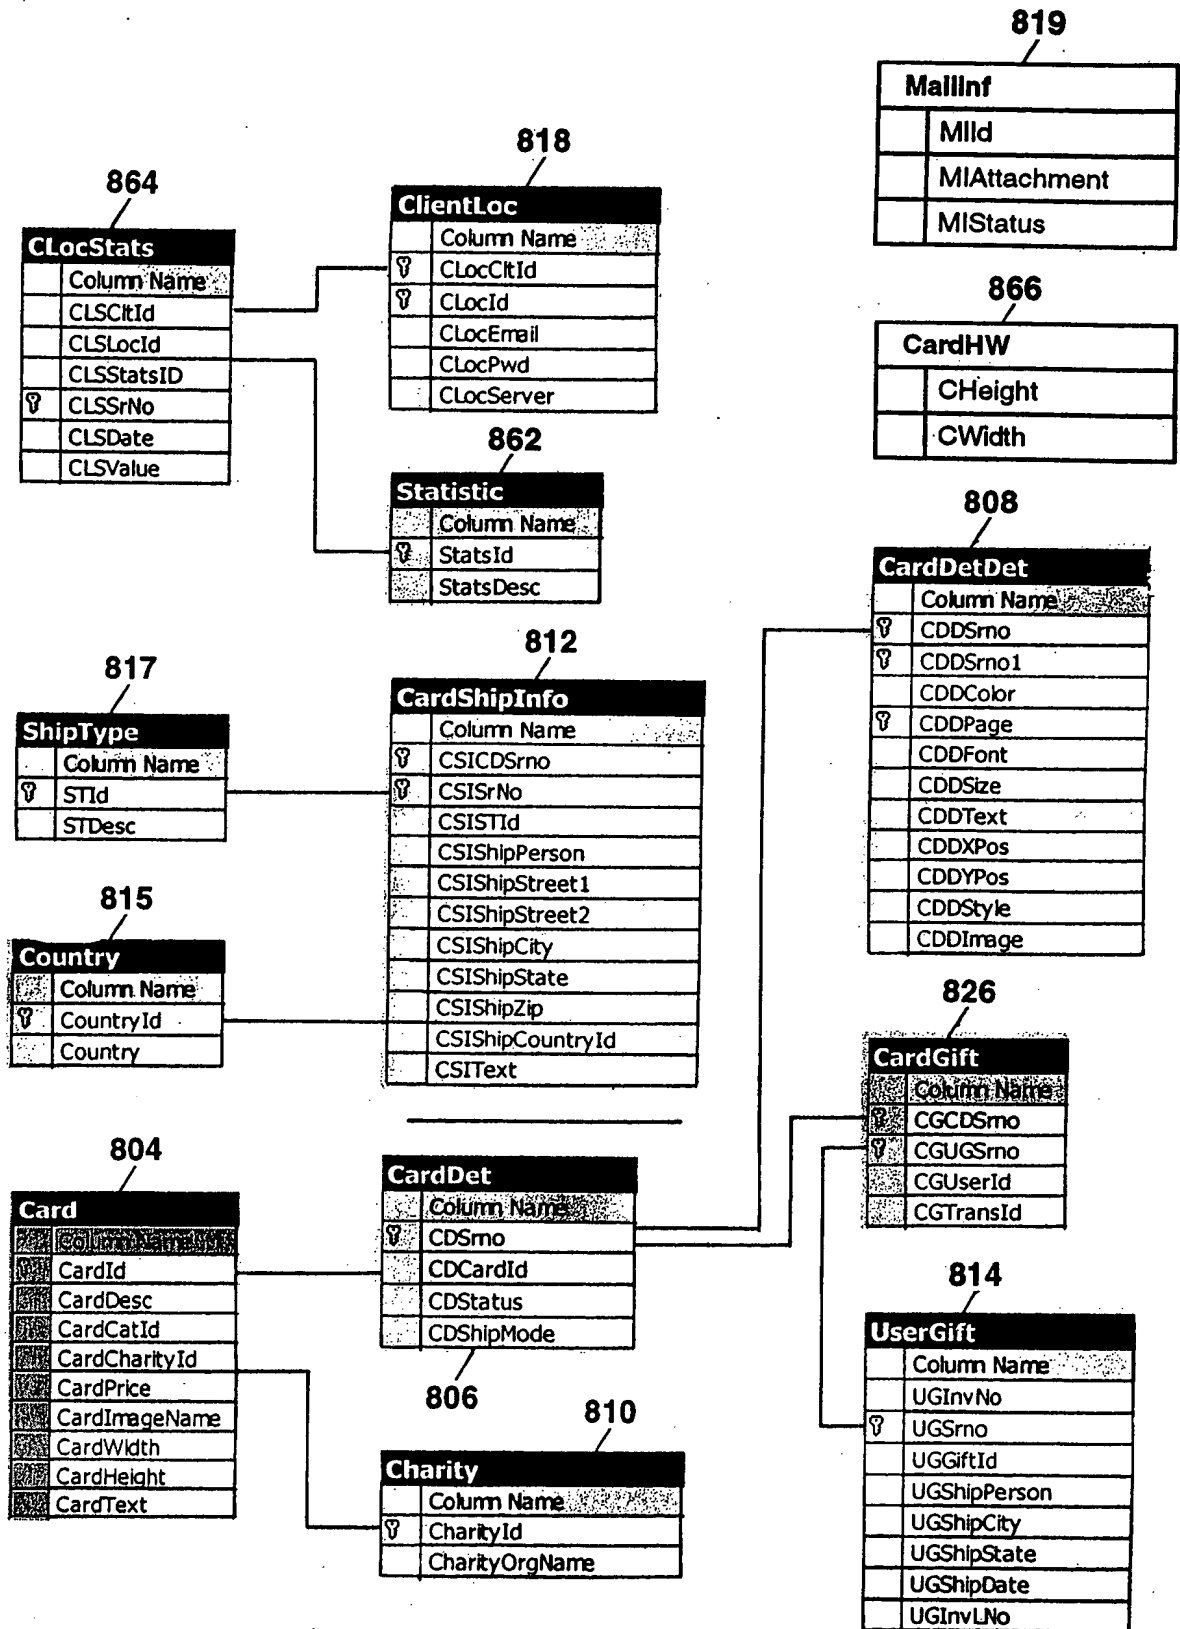 819
MailInf
MIId
MIAttachment
MIStatus
818
ClientLoc
Column Name
CLocCltId
CLocId
CLocEmail
CLocPwd
CLocServer
864
CLocStats
Column Name
CLSCltId
CLSLocId
CLSStatsID
CLSSrNo
CLSDate
CLSValue
866
CardHW
CHeight
CWidth
862
Statistic
Column Name
StatsId
StatsDesc
808
CardDetDet
Column Name
CDDSrno
CDDSrno1
CDDColor
CDDPage
CDDFont
CDDSize
CDDText
CDDXPos
CDDYPos
CDDStyle
CDDImage
812
CardShipInfo
Column Name
CSICDSrno
CSISrNo
CSISTId
CSIShipPerson
CSIShipStreet1
CSIShipStreet2
CSIShipCity
CSIShipState
CSIShipZip
CSIShipCountryId
CSIText
817
ShipType
Column Name
STId
STDesc
815
Country
Column Name
CountryId
Country
826
CardGift
Column Name
CGCDSrno
CGUGSrno
CGUserId
CGTransId
804
Card
Column Name
CardId
CardDesc
CardCatId
CardCharityId
CardPrice
CardImageName
CardWidth
CardHeight
CardText
CardDet
Column Name
CDSrno
CDCardId
CDStatus
CDShipMode
806
810
Charity
Column Name
CharityId
CharityOrgName
814
UserGift
Column Name
UGInvNo
UGSrno
UGGiftId
UGShipPerson
UGShipCity
UGShipState
UGShipDate
UGInvLNo